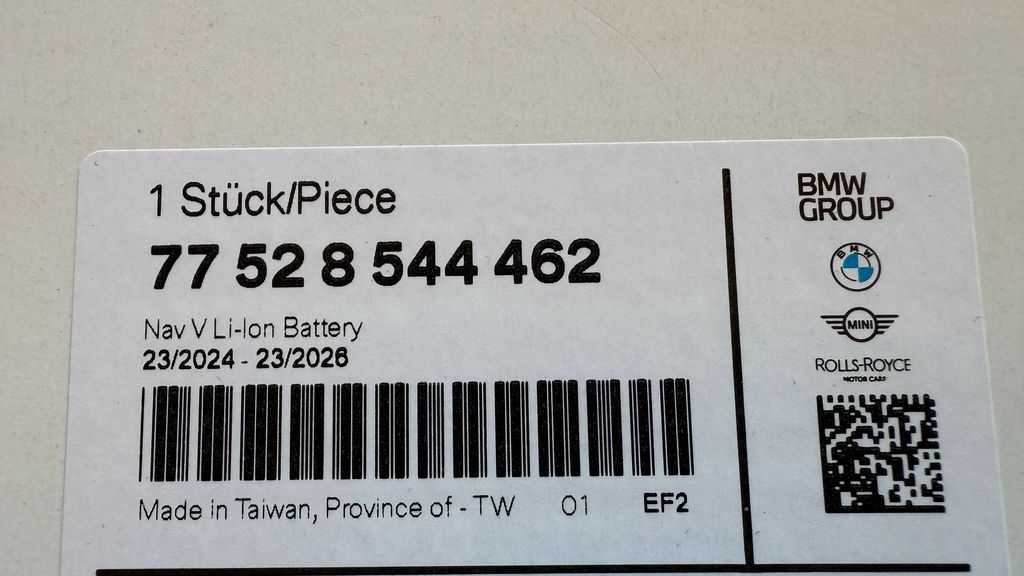 1 Stück/Piece
77 52 8 544 462
Nav V Li-Ion Battery
23/2024 - 23/2026
Made in Taiwan, Province of - TW 01 EF2
BMW
GROUP
BMW
MINI
ROLLS-ROYCE
MOTOR CARS